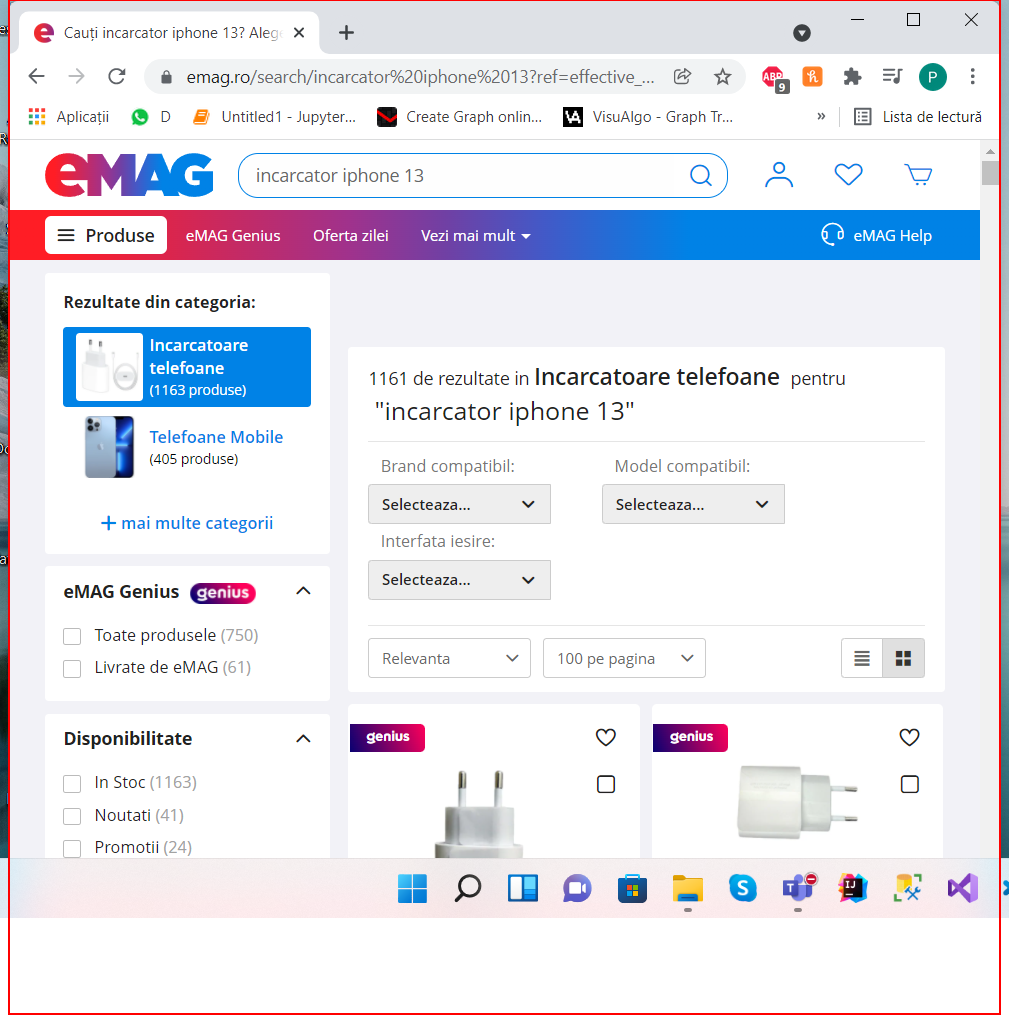 Cauți incarcator iphone 13? Aleg
emag.ro/search/incarcator%20iphone%2013?ref=effective_...
ABP
9
P
Aplicații
D
Untitled1 - Jupyter...
Create Graph onlin...
VA
VisuAlgo - Graph Tr...
»
Lista de lectură
eMAG
incarcator iphone 13
Produse
eMAG Genius
Oferta zilei
Vezi mai mult
eMAG Help
Rezultate din categoria:
Incarcatoare
telefoane
(1163 produse)
Telefoane Mobile
(405 produse)
+ mai multe categorii
eMAG Genius genius
Toate produsele (750)
Livrate de eMAG (61)
Disponibilitate
In Stoc (1163)
Noutati (41)
Promotii (24)
1161 de rezultate in Incarcatoare telefoane pentru
"incarcator iphone 13"
Brand compatibil:
Selecteaza...
Model compatibil:
Selecteaza...
Interfata iesire:
Selecteaza...
Relevanta
100 pe pagina
genius
genius
S
T
IJ